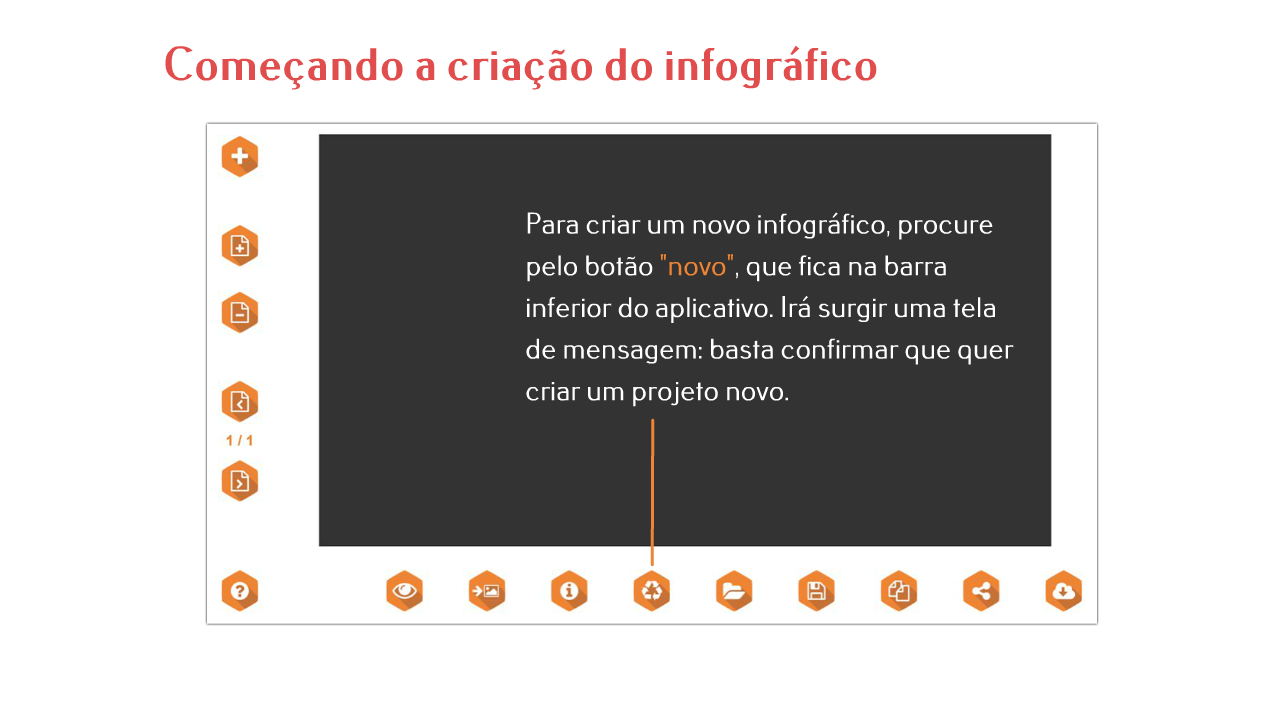 Começando a criação do infográfico
Para criar um novo infográfico, procure
pelo botão "novo", que fica na barra
inferior do aplicativo. Irá surgir uma tela
de mensagem: basta confirmar que quer
criar um projeto novo.
1 / 1